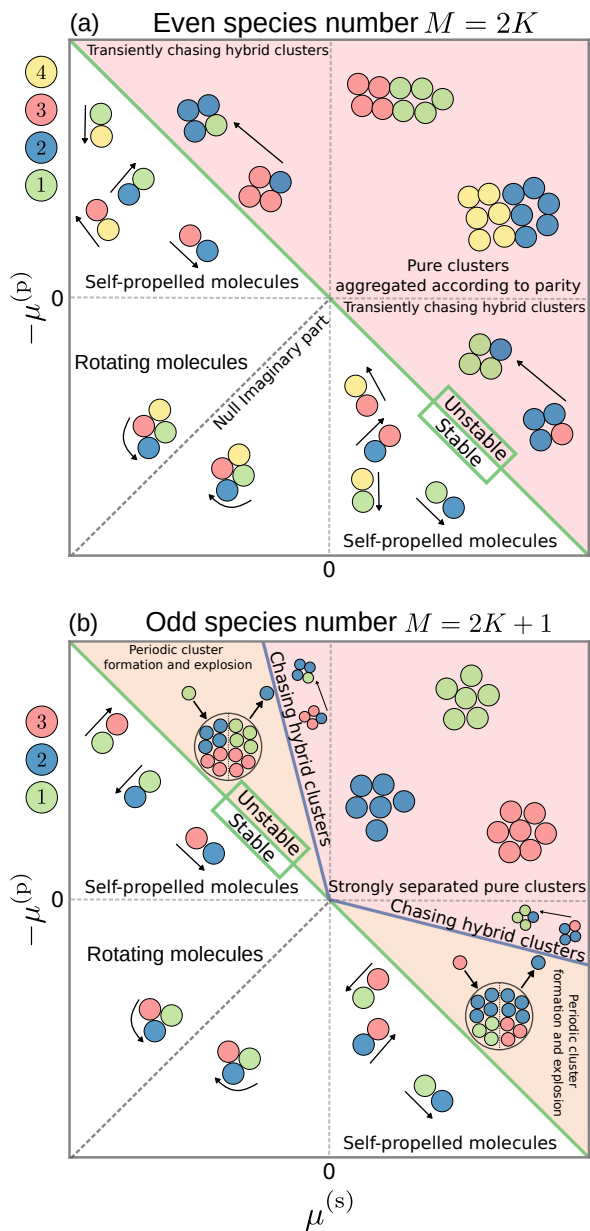 (a) Even species number M = 2K
Transiently chasing hybrid clusters
4
3
2
1
Self-propelled molecules
Pure clusters
aggregated according to parity
−μ(p)
0
Transiently chasing hybrid clusters
Rotating molecules
Null Imaginary part
Unstable
Stable
Self-propelled molecules
0
(b) Odd species number M = 2K + 1
Periodic cluster
formation and explosion
Chasing hybrid clusters
3
2
1
Unstable
Stable
Self-propelled molecules
Strongly separated pure clusters
−μ(p)
0
Chasing hybrid clusters
Rotating molecules
Periodic cluster
formation and explosion
Self-propelled molecules
0
μ(s)